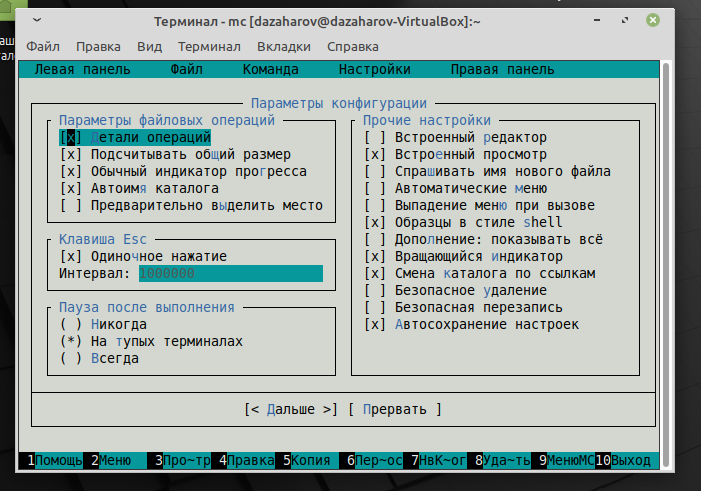 Терминал - mc [dazaharov@dazaharov-VirtualBox]:~
Файл Правка Вид Терминал Вкладки Справка
Левая панель Файл Команда Настройки Правая панель
Параметры конфигурации
Параметры файловых операций
[x] Детали операций
[x] Подсчитывать общий размер
[x] Обычный индикатор прогресса
[x] Автоимя каталога
[ ] Предварительно выделить место
Клавиша Esc
[x] Одиночное нажатие
Интервал: 1000000
Пауза после выполнения
( ) Никогда
(*) На тупых терминалах
( ) Всегда
Прочие настройки
[ ] Встроенный редактор
[x] Встроенный просмотр
[ ] Спрашивать имя нового файла
[ ] Автоматические меню
[ ] Выпадение меню при вызове
[x] Образцы в стиле shell
[ ] Дополнение: показывать всё
[x] Вращающийся индикатор
[x] Смена каталога по ссылкам
[ ] Безопасное удаление
[ ] Безопасная перезапись
[x] Автосохранение настроек
[< Дальше >] [ Прервать ]
1Помощь 2Меню 3Про~тр 4Правка 5Копия 6Пер~ос 7НвК~ог 8Уда~ть 9МенюМС 10Выход